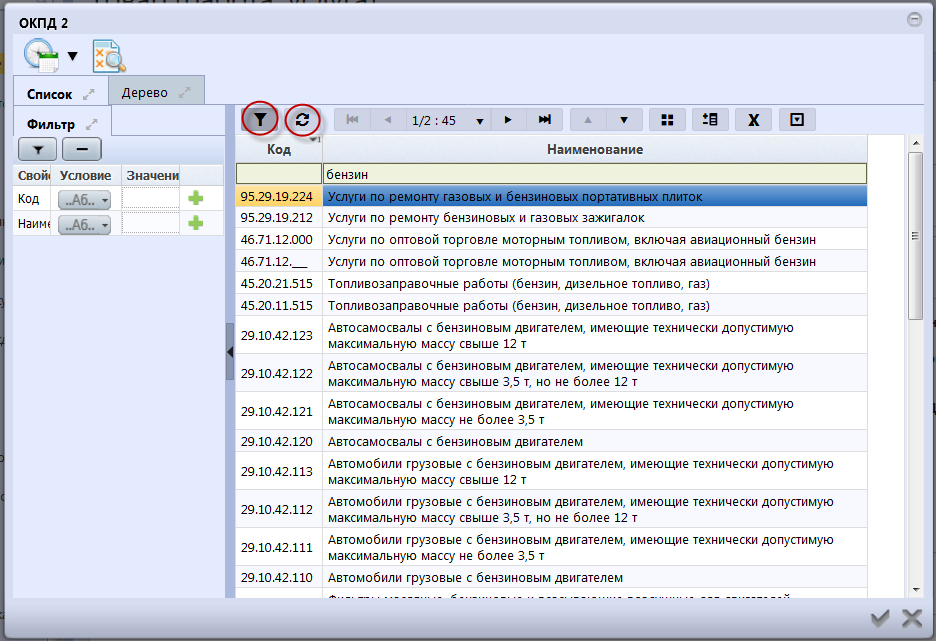 ОКПД 2
Список
Дерево
Фильтр
1/2 : 45
X
Свой Условие Значени
Код ..Аб..
Наиме ..Аб..
Код Наименование
бензин
95.29.19.224 Услуги по ремонту газовых и бензиновых портативных плиток
95.29.19.212 Услуги по ремонту бензиновых и газовых зажигалок
46.71.12.000 Услуги по оптовой торговле моторным топливом, включая авиационный бензин
46.71.12.___ Услуги по оптовой торговле моторным топливом, включая авиационный бензин
45.20.21.515 Топливозаправочные работы (бензин, дизельное топливо, газ)
45.20.11.515 Топливозаправочные работы (бензин, дизельное топливо, газ)
29.10.42.123 Автосамосвалы с бензиновым двигателем, имеющие технически допустимую
максимальную массу свыше 12 т
29.10.42.122 Автосамосвалы с бензиновым двигателем, имеющие технически допустимую
максимальную массу свыше 3,5 т, но не более 12 т
29.10.42.121 Автосамосвалы с бензиновым двигателем, имеющие технически допустимую
максимальную массу не более 3,5 т
29.10.42.120 Автосамосвалы с бензиновым двигателем
29.10.42.113 Автомобили грузовые с бензиновым двигателем, имеющие технически допустимую
максимальную массу свыше 12 т
29.10.42.112 Автомобили грузовые с бензиновым двигателем, имеющие технически допустимую
максимальную массу свыше 3,5 т, но не более 12 т
29.10.42.111 Автомобили грузовые с бензиновым двигателем, имеющие технически допустимую
максимальную массу не более 3,5 т
29.10.42.110 Автомобили грузовые с бензиновым двигателем